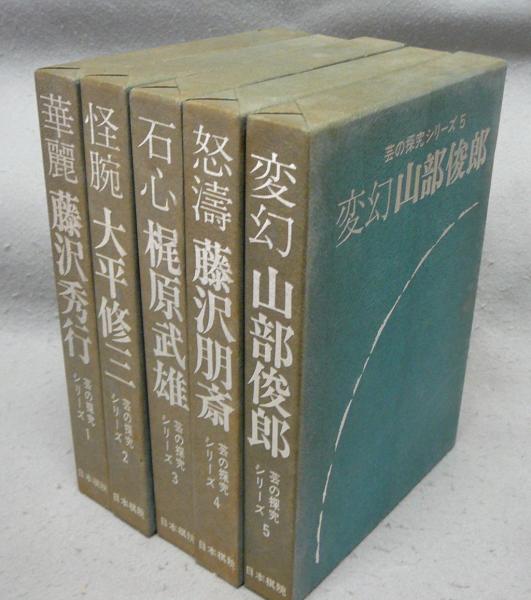 華麗 藤沢秀行
芸の探究
シリーズ 1
日本棋院
怪腕 大平修三
芸の探究
シリーズ 2
日本棋院
石心 梶原武雄
芸の探究
シリーズ 3
日本棋院
怒濤 藤沢朋斎
芸の探究
シリーズ 4
日本棋院
変幻 山部俊郎
芸の探究
シリーズ 5
日本棋院
芸の探究シリーズ 5
変幻 山部俊郎